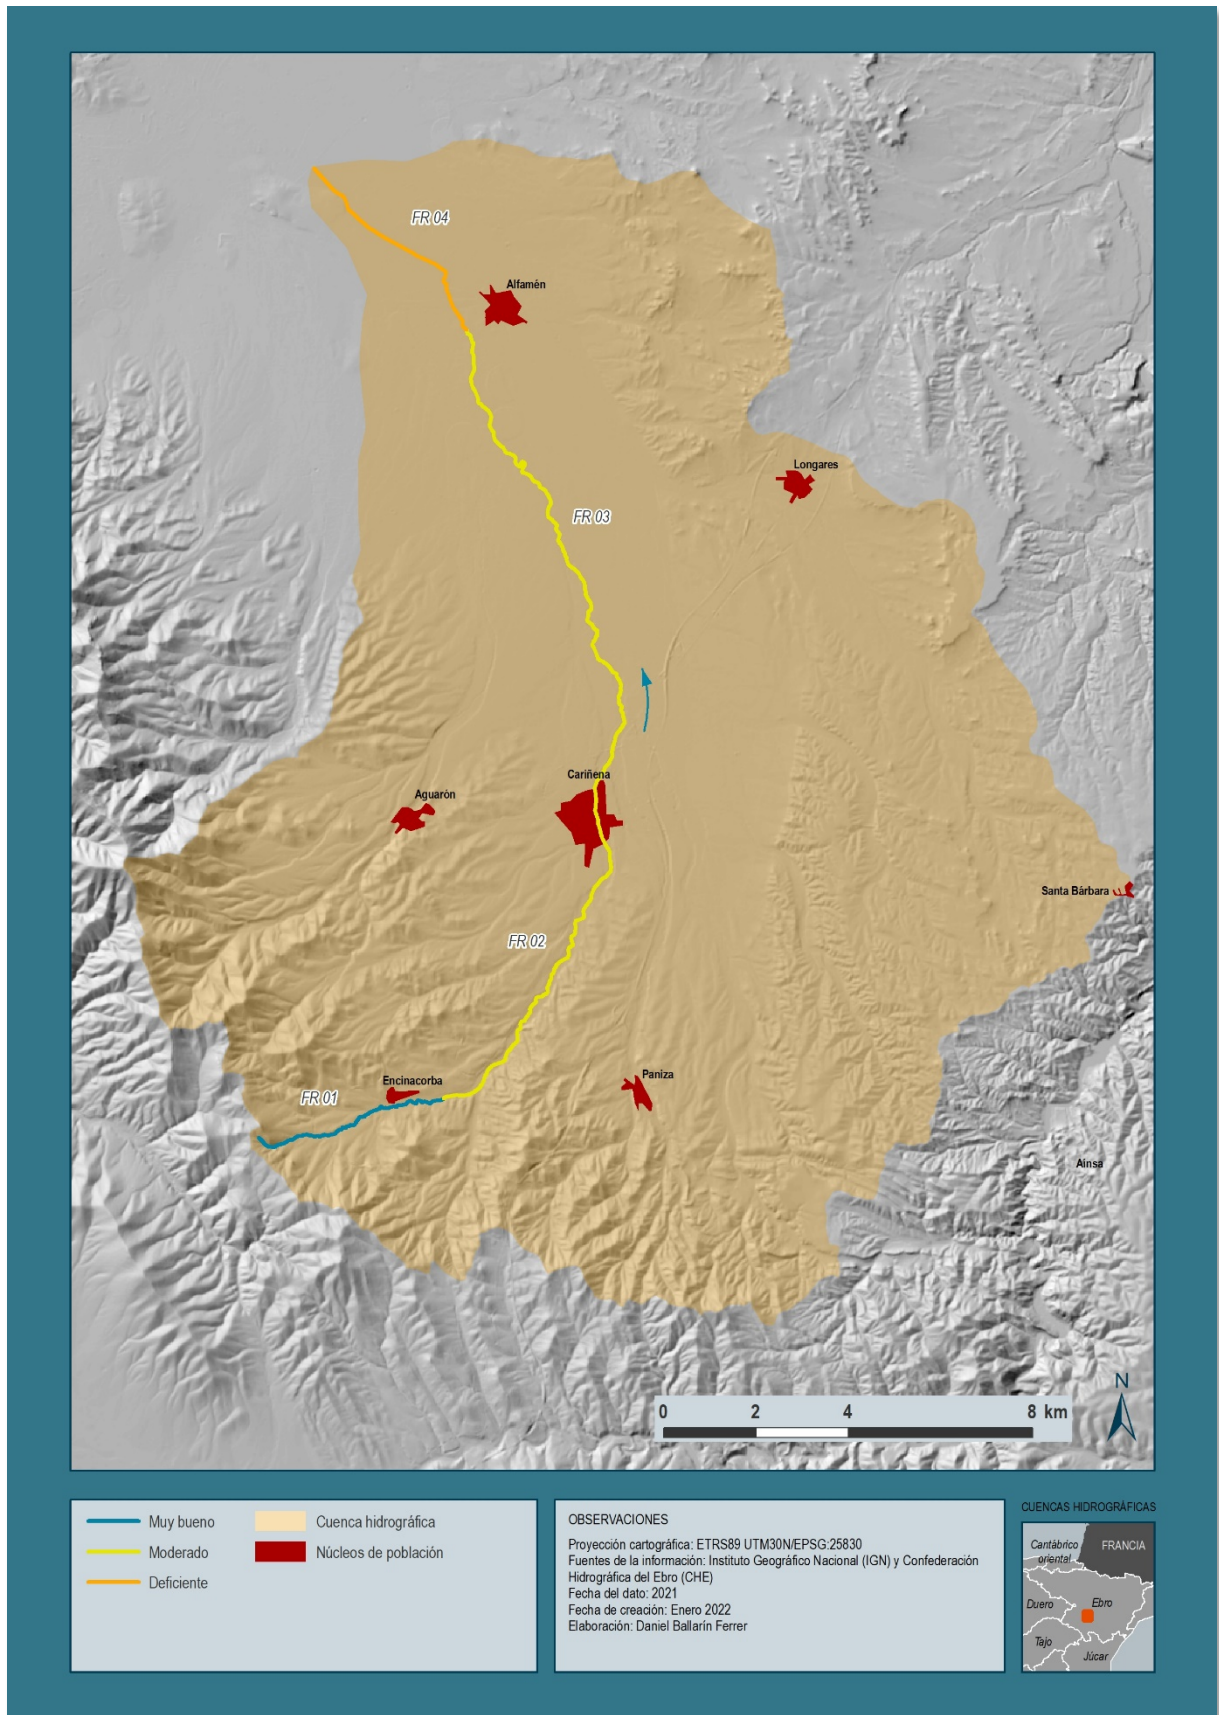 FR 04
Alfamén
Longares
FR 03
Cariñena
Aguarón
Santa Bárbara
FR 02
Encinacorba
Paniza
FR 01
Aínsa
N
0 2 4 8 km
Muy bueno
Moderado
Deficiente
Cuenca hidrográfica
Núcleos de población
OBSERVACIONES
Proyección cartográfica: ETRS89 UTM30N/EPSG:25830
Fuentes de la información: Instituto Geográfico Nacional (IGN) y Confederación
Hidrográfica del Ebro (CHE)
Fecha del dato: 2021
Fecha de creación: Enero 2022
Elaboración: Daniel Ballarín Ferrer
CUENCAS HIDROGRÁFICAS
Cantábrico
oriental
FRANCIA
Duero
Ebro
Tajo
Júcar